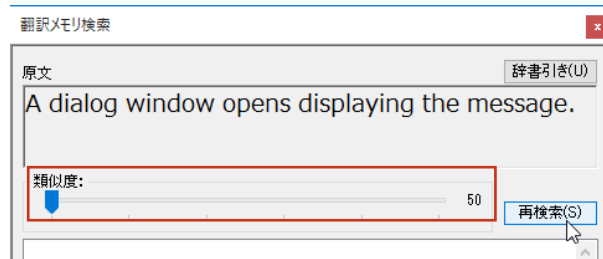 翻訳メモリ検索
原文 辞書引き(U)
A dialog window opens displaying the message.
類似度:
50
再検索(S)